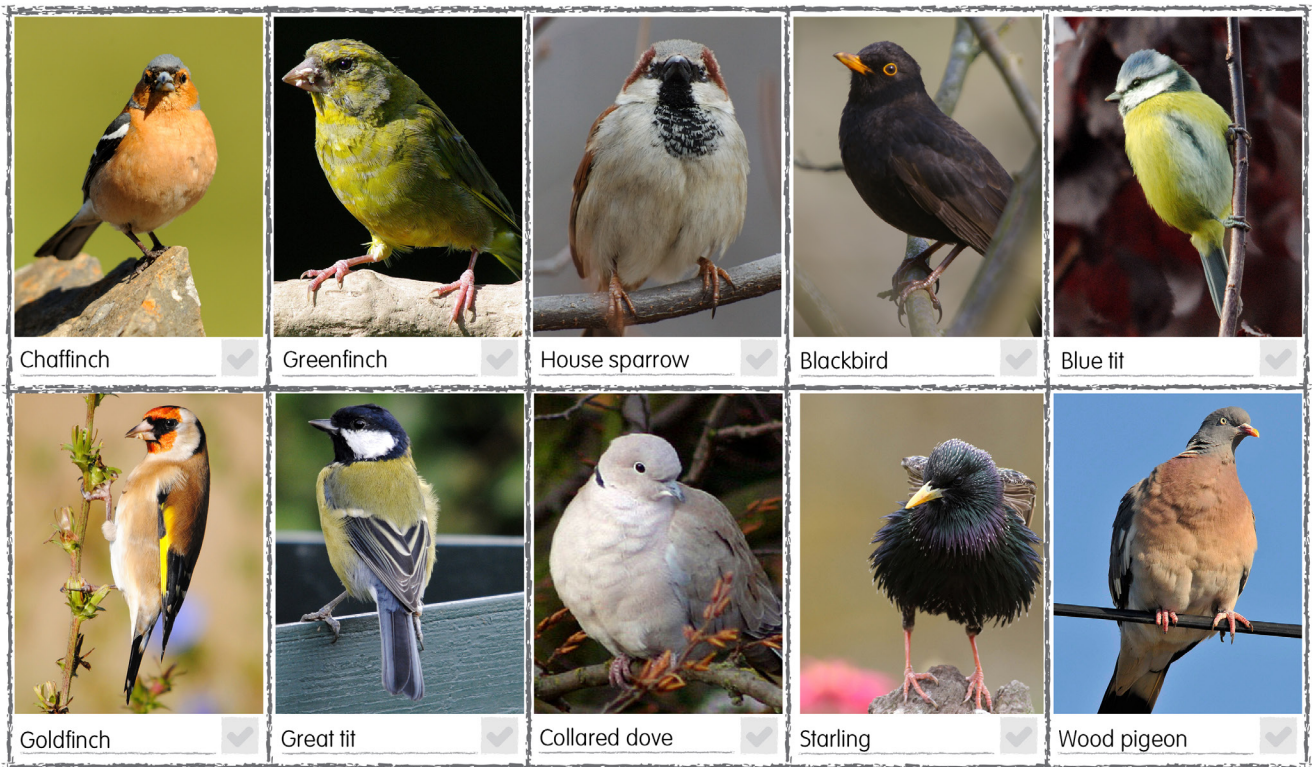 Chaffinch
Greenfinch
House sparrow
Blackbird
Blue tit
Goldfinch
Great tit
Collared dove
Starling
Wood pigeon